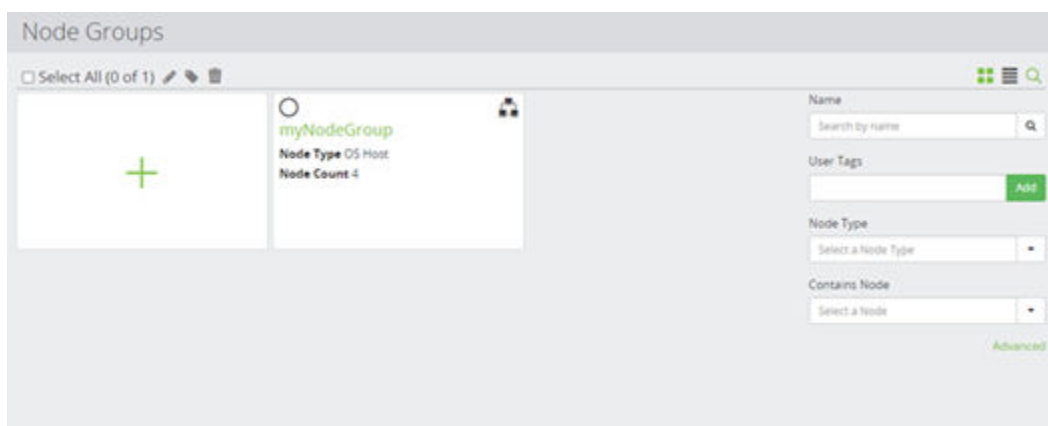 Node Groups
Select All (0 of 1)
myNodeGroup
Node Type OS Host
Node Count 4
Name
Search by name
User Tags
Add
Node Type
Select a Node Type
Contains Node
Select a Node
Advanced